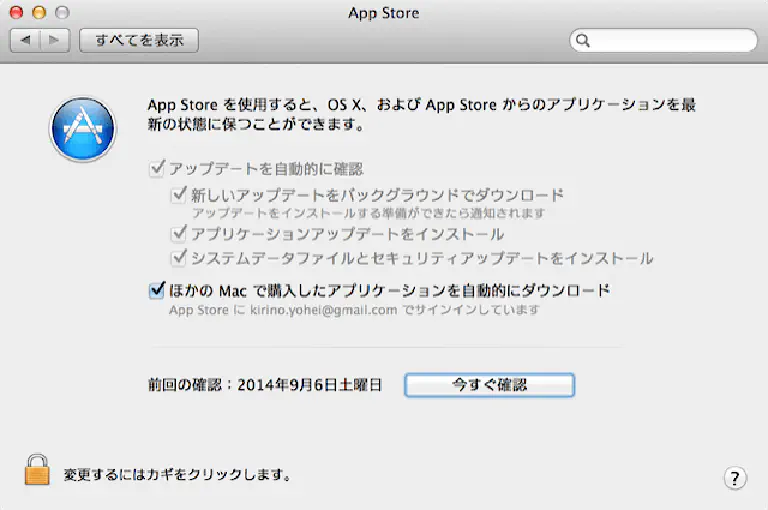 App Store
すべてを表示
App Store を使用すると、OS X、および App Store からのアプリケーションを最
新の状態に保つことができます。
アップデートを自動的に確認
新しいアップデートをバックグラウンドでダウンロード
アップデートをインストールする準備ができたら通知されます
アプリケーションアップデートをインストール
システムデータファイルとセキュリティアップデートをインストール
ほかの Mac で購入したアプリケーションを自動的にダウンロード
App Store に kirino.yohei@gmail.com でサインインしています
前回の確認：2014年9月6日土曜日
今すぐ確認
変更するにはカギをクリックします。
?